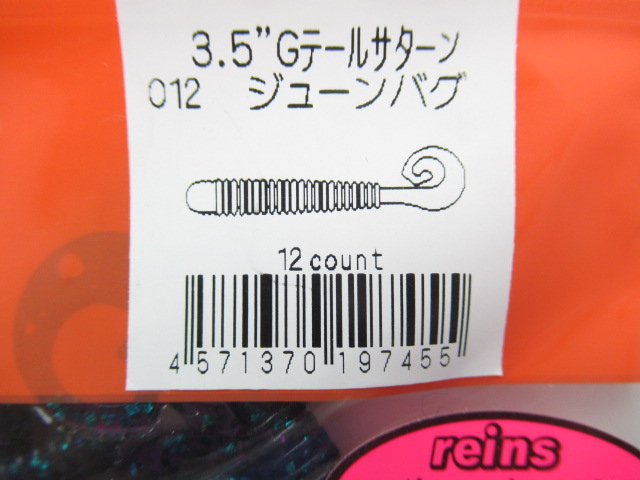 3.5”Gテールサターン
012 ジューンバグ
12 count
4 571370 197455
reins